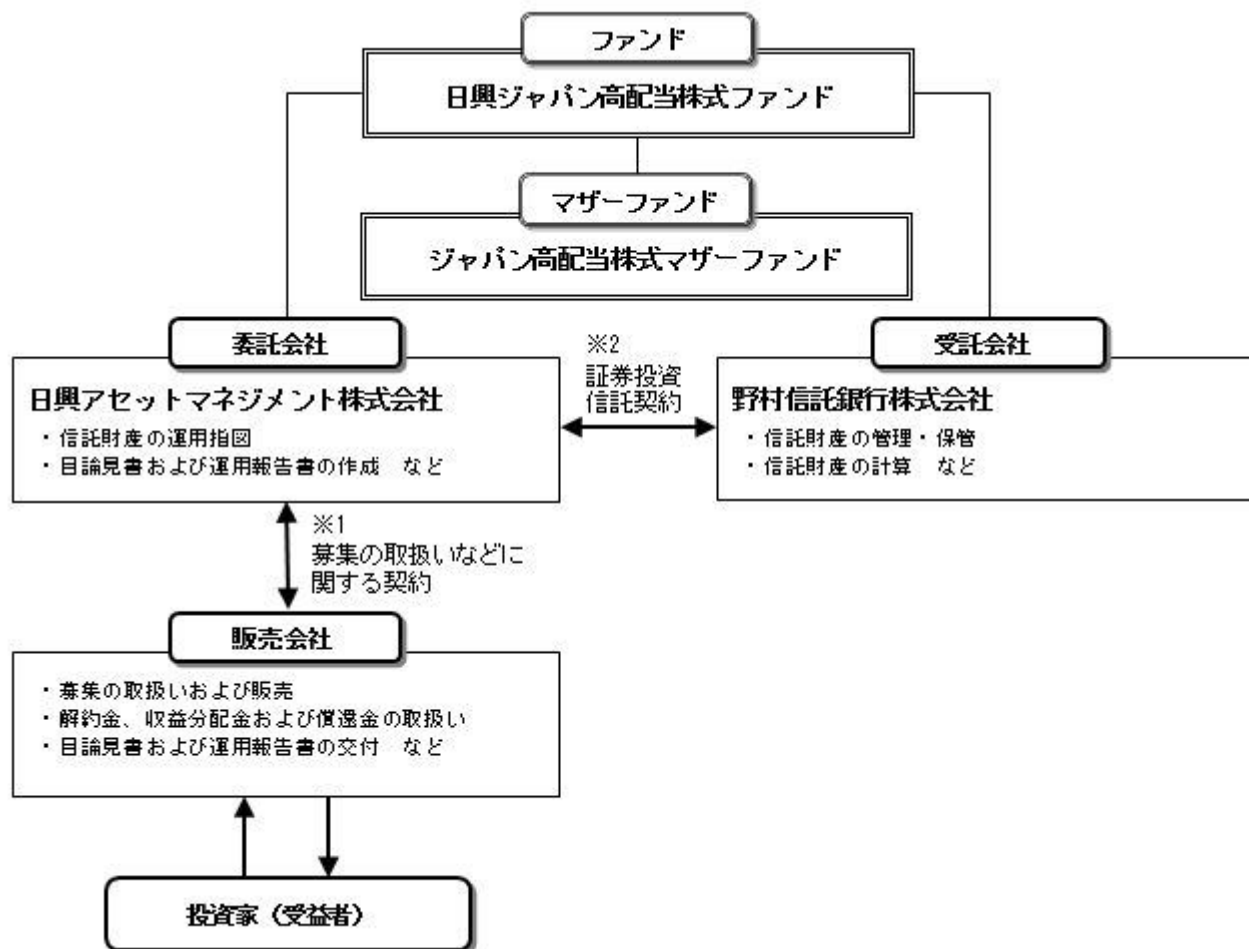 ファンド
日興ジャパン高配当株式ファンド
マザーファンド
ジャパン高配当株式マザーファンド
委託会社
日興アセットマネジメント株式会社
・信託財産の運用指図
・目論見書および運用報告書の作成　など
※2
証券投資
信託契約
受託会社
野村信託銀行株式会社
・信託財産の管理・保管
・信託財産の計算　など
※1
募集の取扱いなどに
関する契約
販売会社
・募集の取扱いおよび販売
・解約金、収益分配金および償還金の取扱い
・目論見書および運用報告書の交付　など
投資家（受益者）